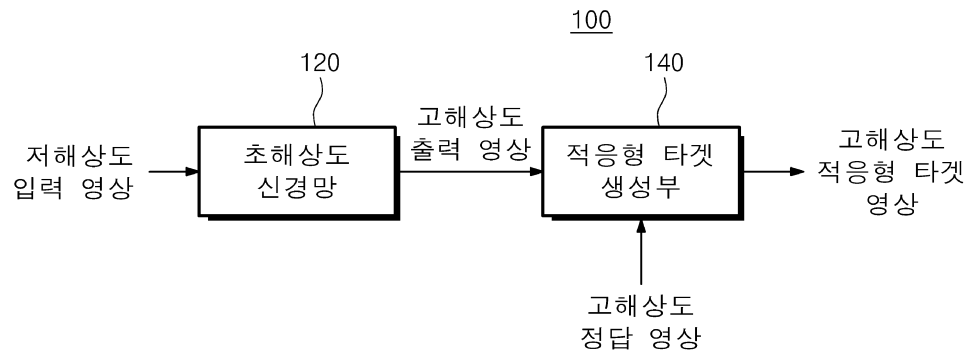 100
120
140
저해상도
입력 영상
초해상도
신경망
고해상도
출력 영상
적응형 타겟
생성부
고해상도
적응형 타겟
영상
고해상도
정답 영상